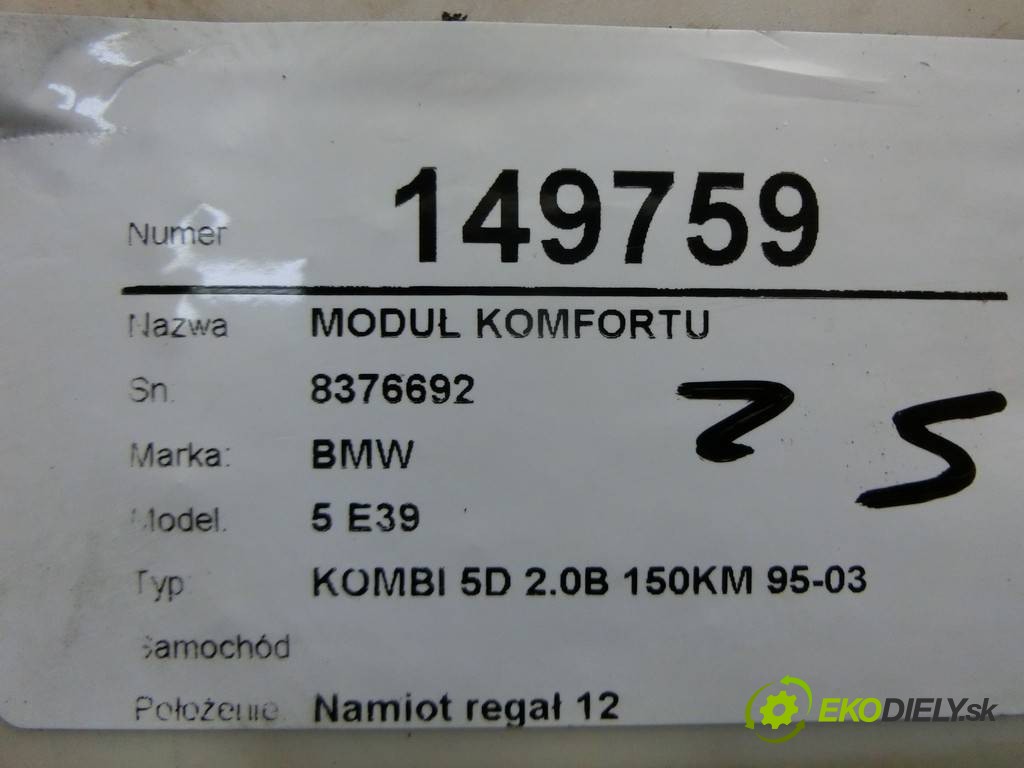 Numer 149759
Nazwa MODUŁ KOMFORTU
Sn. 8376692
Marka: BMW
Model. 5 E39
Typ KOMBI 5D 2.0B 150KM 95-03
Samochód
Położenie Namiot regał 12
25
EKODIELY.sk